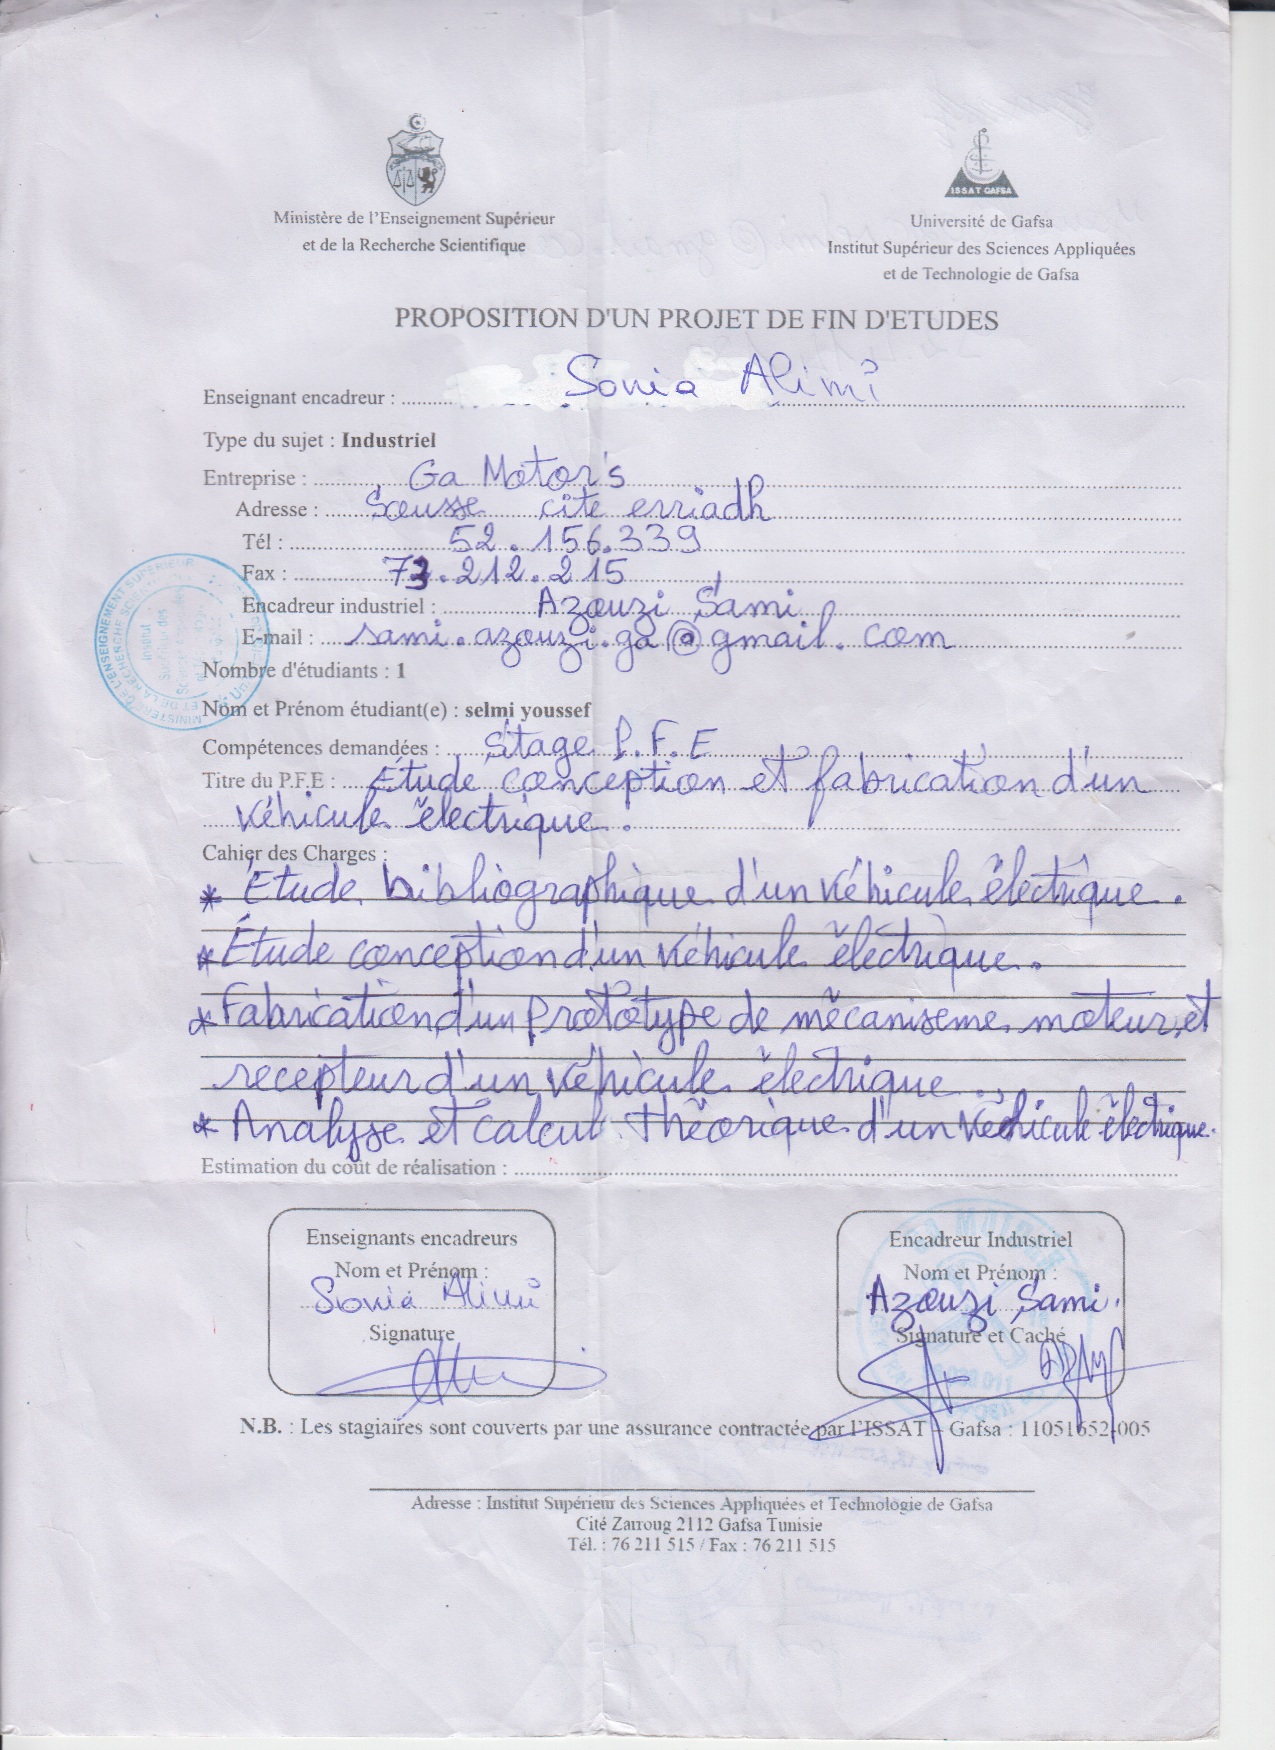 ISSAT GAFSA
Ministère de l'Enseignement Supérieur
et de la Recherche Scientifique
Université de Gafsa
Institut Supérieur des Sciences Appliquées
et de Technologie de Gafsa
PROPOSITION D'UN PROJET DE FIN D'ETUDES
Enseignant encadreur : Sonia Alimi
Type du sujet : Industriel
Entreprise : Ga Motor's
Adresse : Sousse cite erriadh
Tél : 52.156.339
Fax : 73.212.215
Encadreur industriel : Azouzi Sami
E-mail : sami.azouzi.ga@gmail.com
Nombre d'étudiants : 1
Nom et Prénom étudiant(e) : selmi youssef
Compétences demandées : Stage P.F.E
Titre du P.F.E : Étude conception et fabrication d'un
véhicule électrique.
Cahier des Charges :
* Étude bibliographique d'un véhicule électrique.
* Étude conception d'un véhicule électrique.
* Fabrication d'un prototype de mécaniseme moteur et
recepteur d'un véhicule électrique.
* Analyse et calcul théorique d'un véhicule électrique.
Estimation du coût de réalisation :
Enseignants encadreurs
Nom et Prénom :
Sonia Alimi
Signature
Encadreur Industriel
Nom et Prénom :
Azouzi Sami.
Signature et Caché
N.B. : Les stagiaires sont couverts par une assurance contractée par l'ISSAT – Gafsa : 11051652-005
Adresse : Institut Supérieur des Sciences Appliquées et Technologie de Gafsa
Cité Zarroug 2112 Gafsa Tunisie
Tél. : 76 211 515 / Fax : 76 211 515